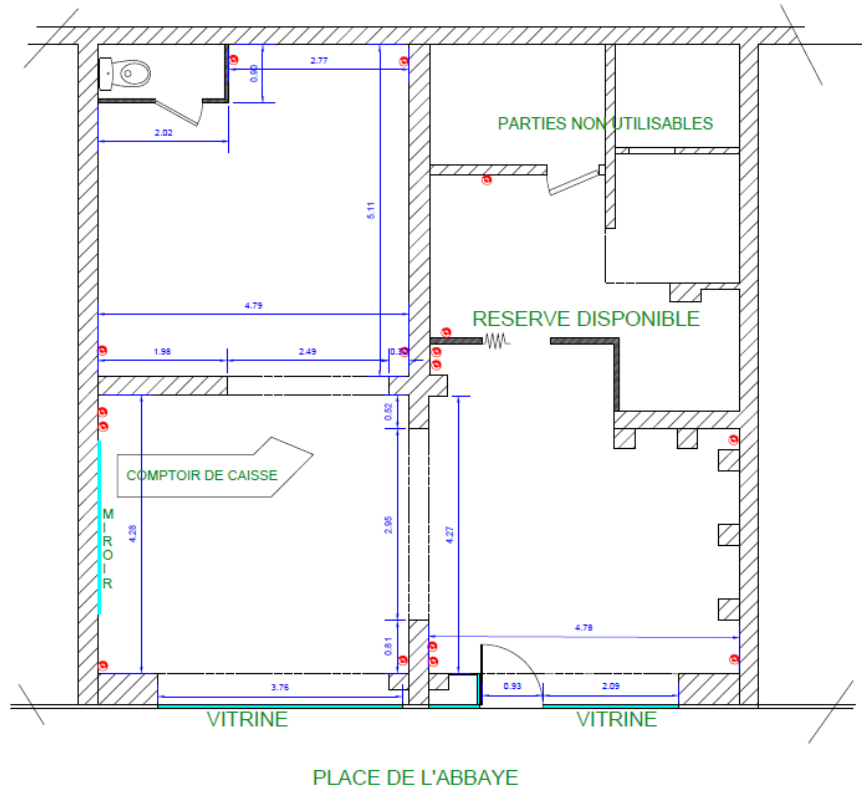 2.77
0.90
PARTIES NON UTILISABLES
2.02
5.11
4.79
RESERVE DISPONIBLE
1.98
2.49
0.52
COMPTOIR DE CAISSE
MIROIR
4.28
2.95
4.27
0.81
4.78
3.76
0.93
2.09
VITRINE
VITRINE
PLACE DE L'ABBAYE